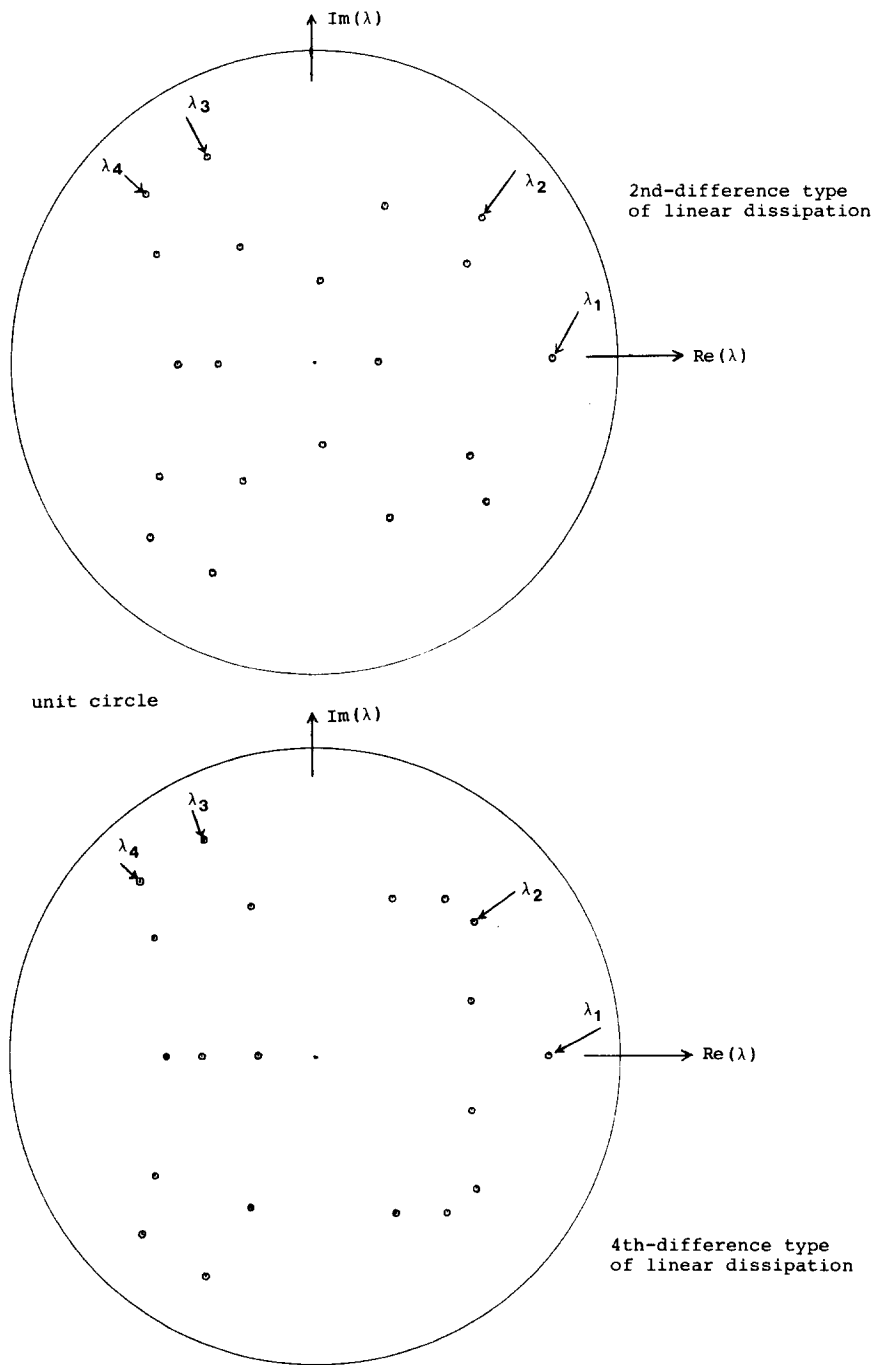 Im(λ)
λ3
λ4
λ2
2nd-difference type
of linear dissipation
λ1
Re(λ)
unit circle
Im(λ)
λ3
λ4
λ2
λ1
Re(λ)
4th-difference type
of linear dissipation